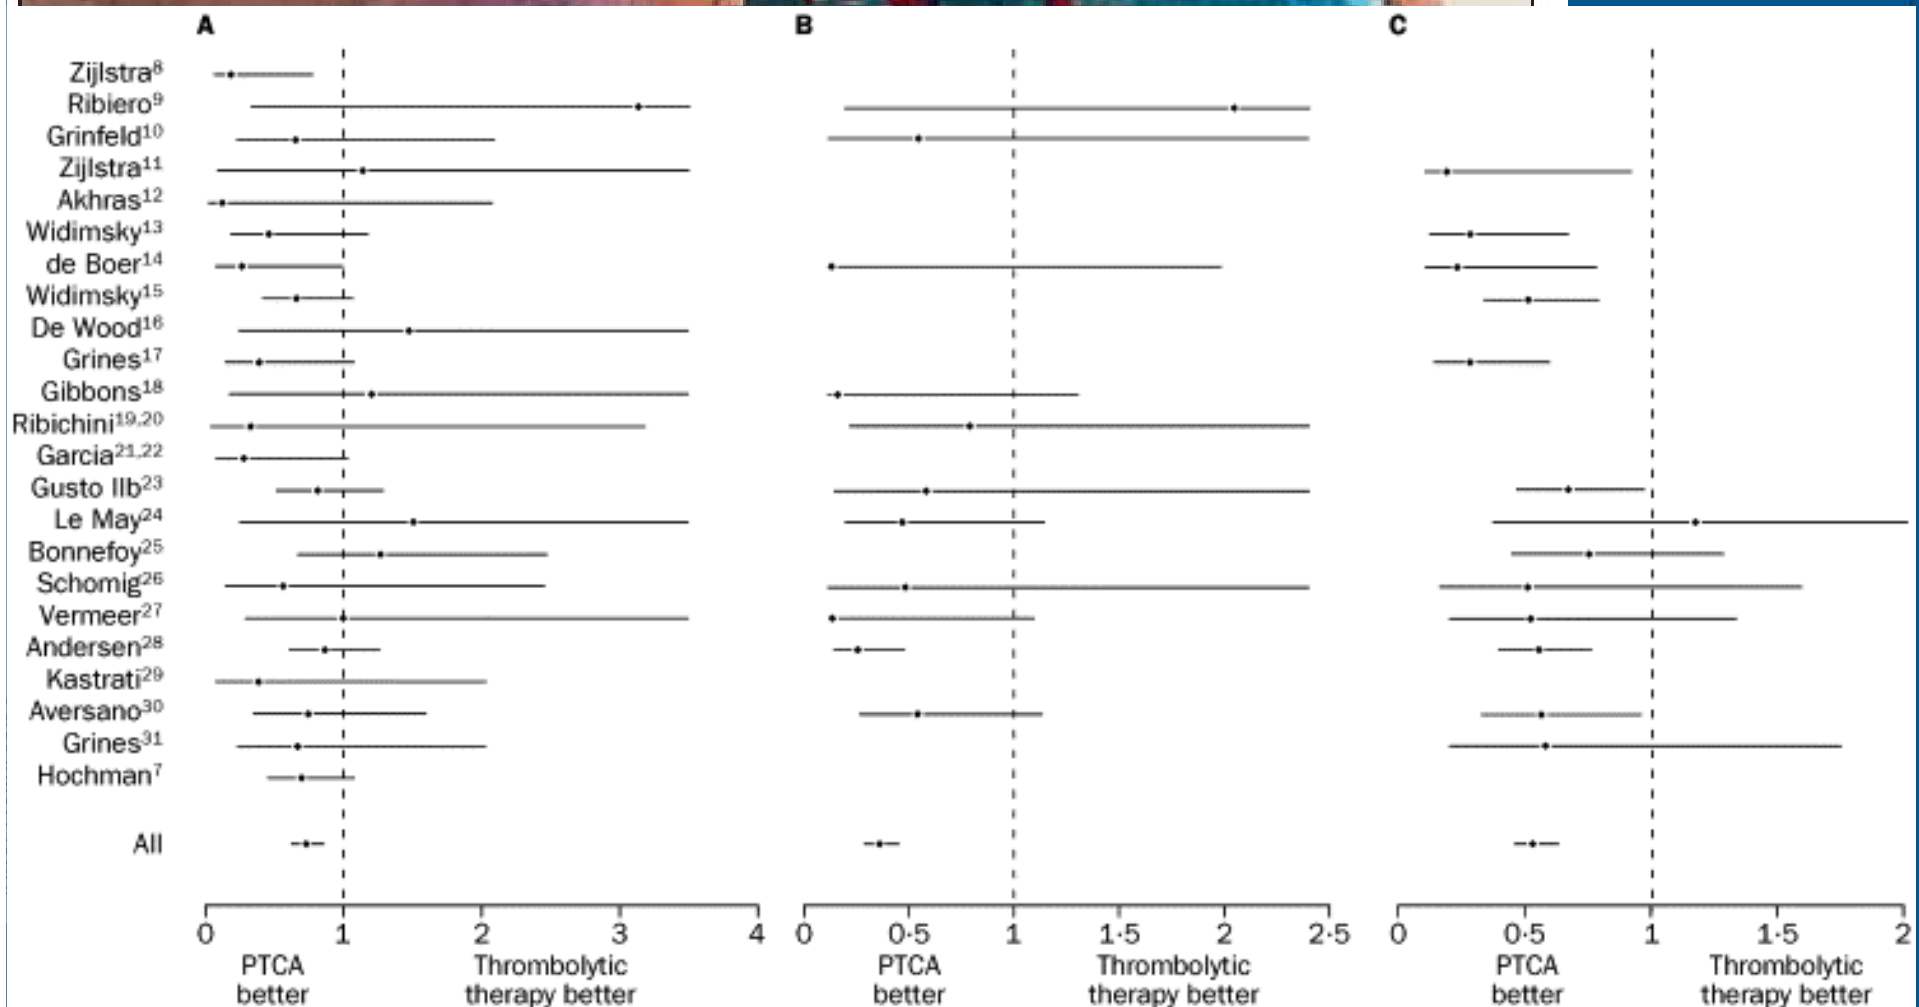 A B C
Zijlstra8
Ribiero9
Grinfeld10
Zijlstra11
Akhras12
Widimsky13
de Boer14
Widimsky15
De Wood16
Grines17
Gibbons18
Ribichini19,20
Garcia21,22
Gusto IIb23
Le May24
Bonnefoy25
Schomig26
Vermeer27
Andersen28
Kastrati29
Aversano30
Grines31
Hochman7
All
0 1 2 3 4 0 0·5 1 1·5 2 2·5 0 0·5 1 1·5 2
PTCA Thrombolytic PTCA Thrombolytic PTCA Thrombolytic
better therapy better better therapy better better therapy better